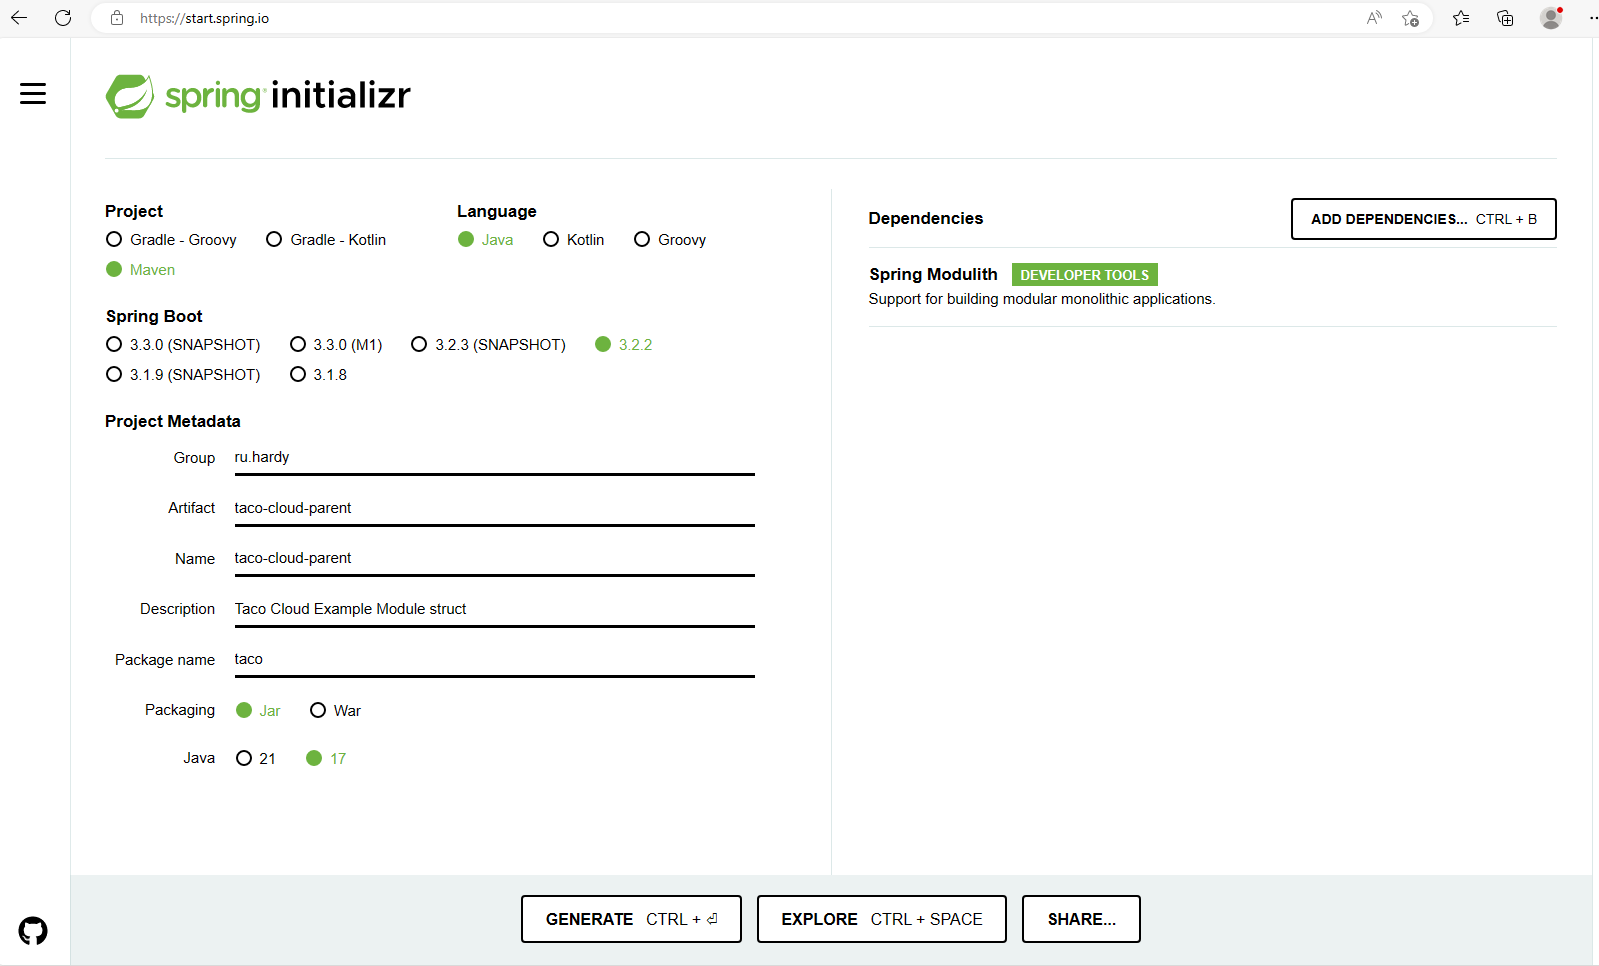 https://start.spring.io
spring initializr
Project
Gradle - Groovy Gradle - Kotlin
Maven
Language
Java Kotlin Groovy
Spring Boot
3.3.0 (SNAPSHOT) 3.3.0 (M1) 3.2.3 (SNAPSHOT) 3.2.2
3.1.9 (SNAPSHOT) 3.1.8
Project Metadata
Group ru.hardy
Artifact taco-cloud-parent
Name taco-cloud-parent
Description Taco Cloud Example Module struct
Package name taco
Packaging Jar War
Java 21 17
Dependencies ADD DEPENDENCIES... CTRL + B
Spring Modulith DEVELOPER TOOLS
Support for building modular monolithic applications.
GENERATE CTRL + ⏎ EXPLORE CTRL + SPACE SHARE...